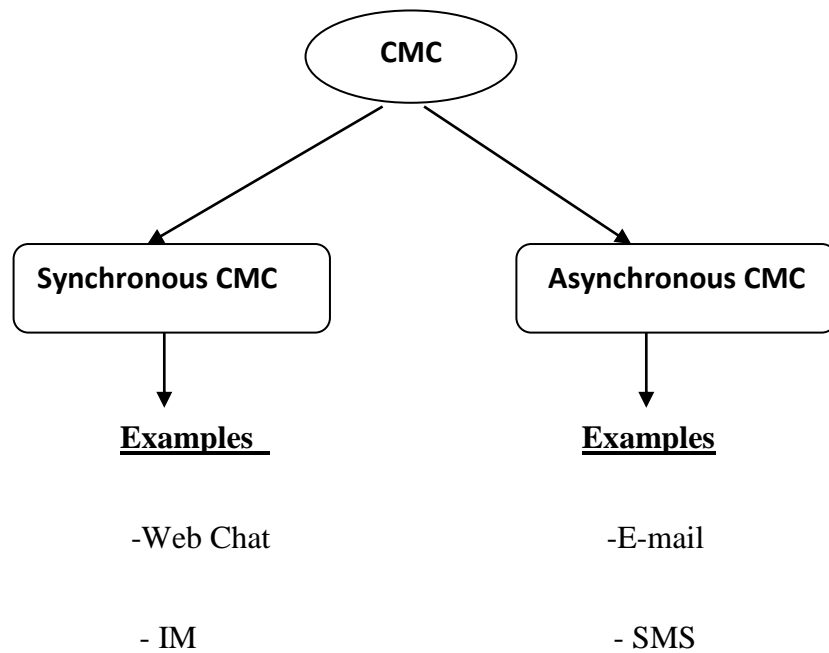 CMC
Synchronous CMC
Asynchronous CMC
Examples
Examples
-Web Chat
-E-mail
- IM
- SMS